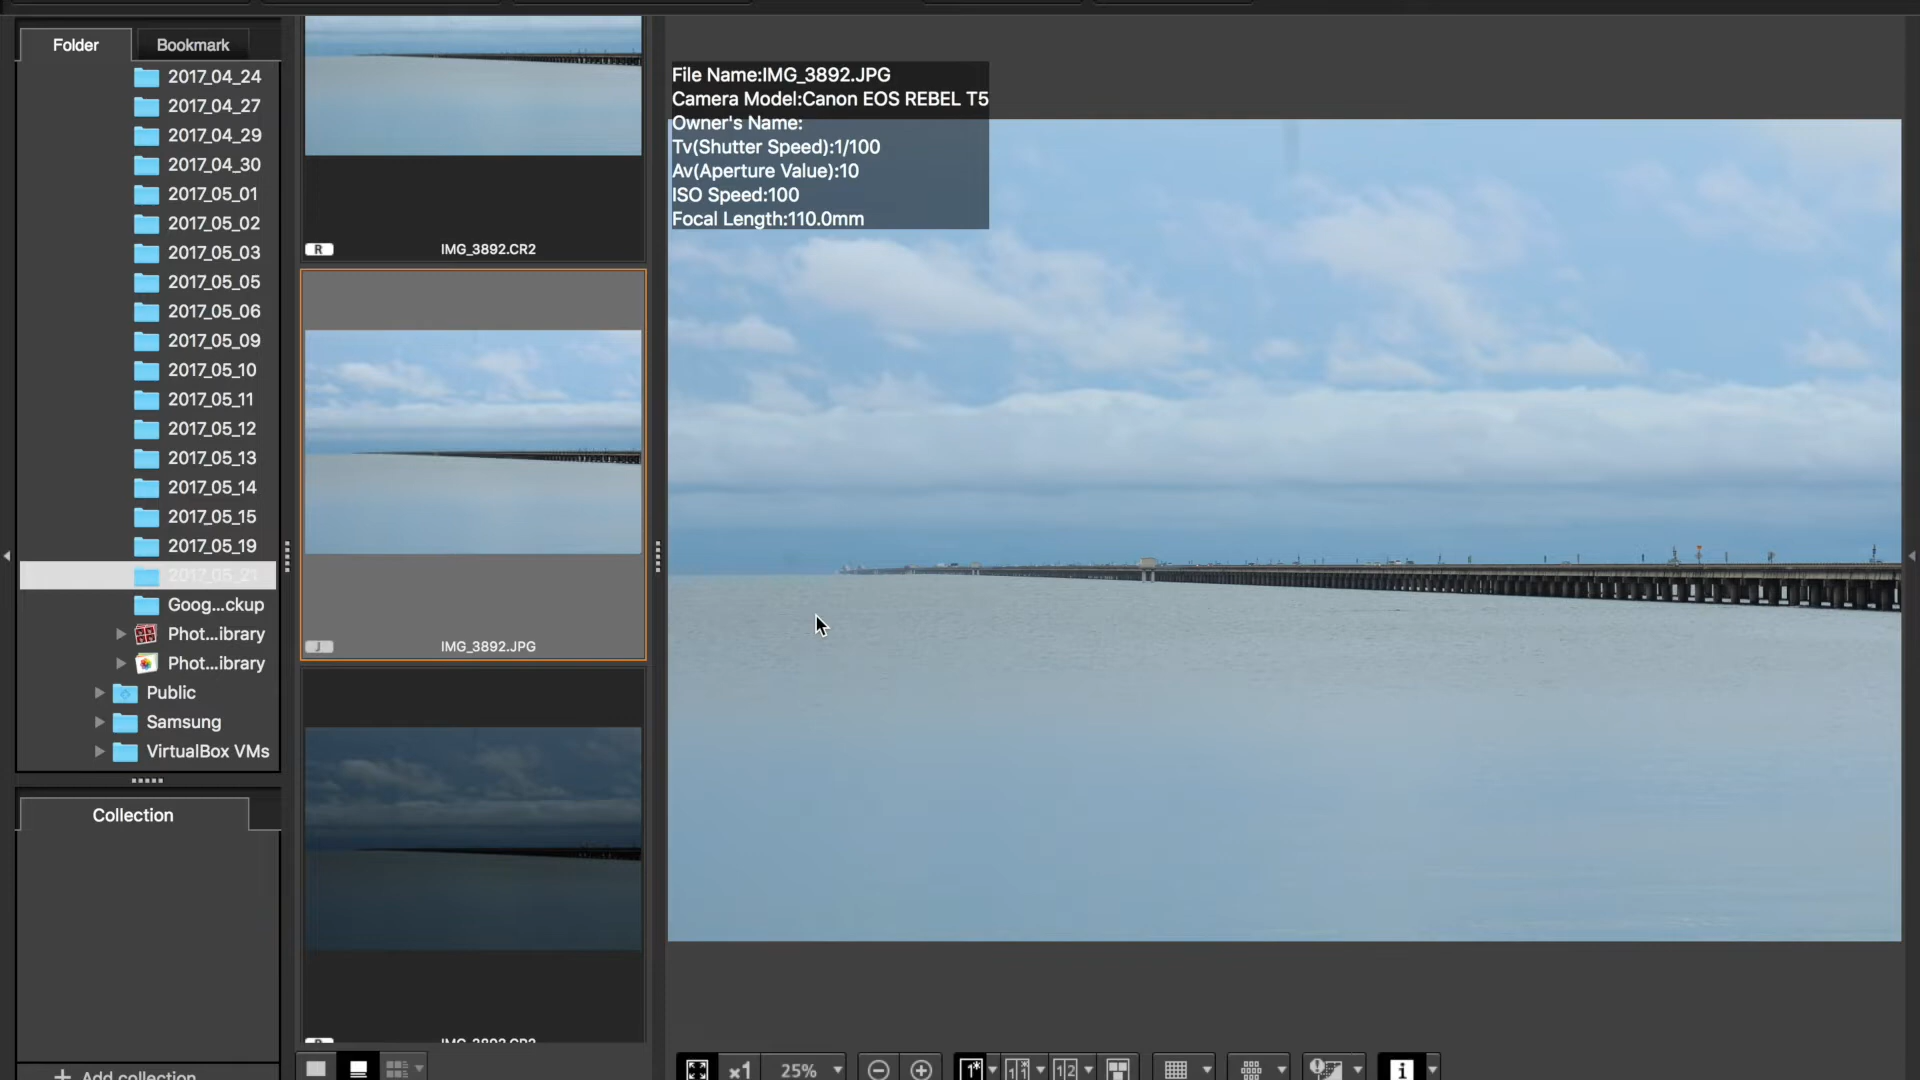 Folder
Bookmark
2017_04_24
2017_04_27
2017_04_29
2017_04_30
2017_05_01
2017_05_02
2017_05_03
2017_05_05
2017_05_06
2017_05_09
2017_05_10
2017_05_11
2017_05_12
2017_05_13
2017_05_14
2017_05_15
2017_05_19
2017_05_21
Goog...ckup
Phot...ibrary
Phot...ibrary
Public
Samsung
VirtualBox VMs
Collection
Add collection
R
IMG_3892.CR2
J
IMG_3892.JPG
File Name:IMG_3892.JPG
Camera Model:Canon EOS REBEL T5
Owner's Name:
Tv(Shutter Speed):1/100
Av(Aperture Value):10
ISO Speed:100
Focal Length:110.0mm
x1
25%